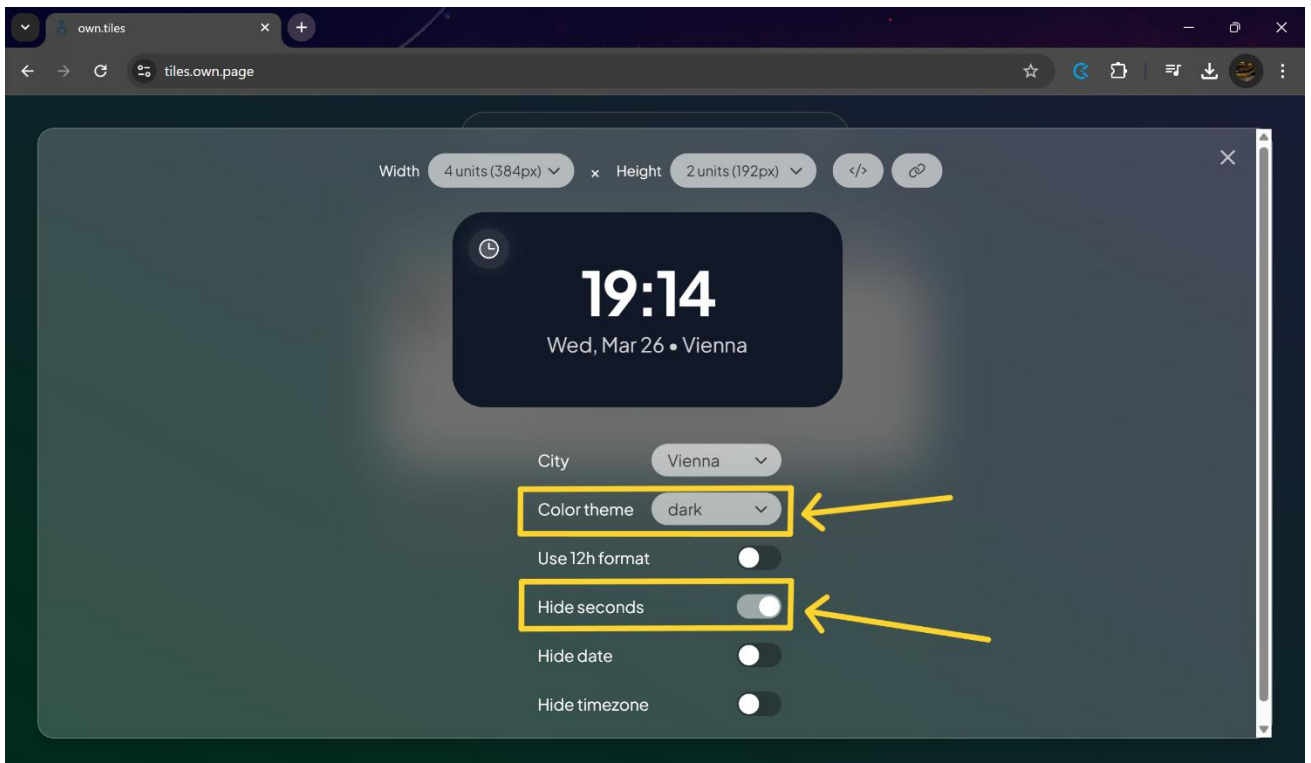 own.tiles
tiles.own.page
Width 4 units (384px) × Height 2 units (192px) </>
19:14
Wed, Mar 26 • Vienna
City Vienna
Color theme dark
Use 12h format
Hide seconds
Hide date
Hide timezone